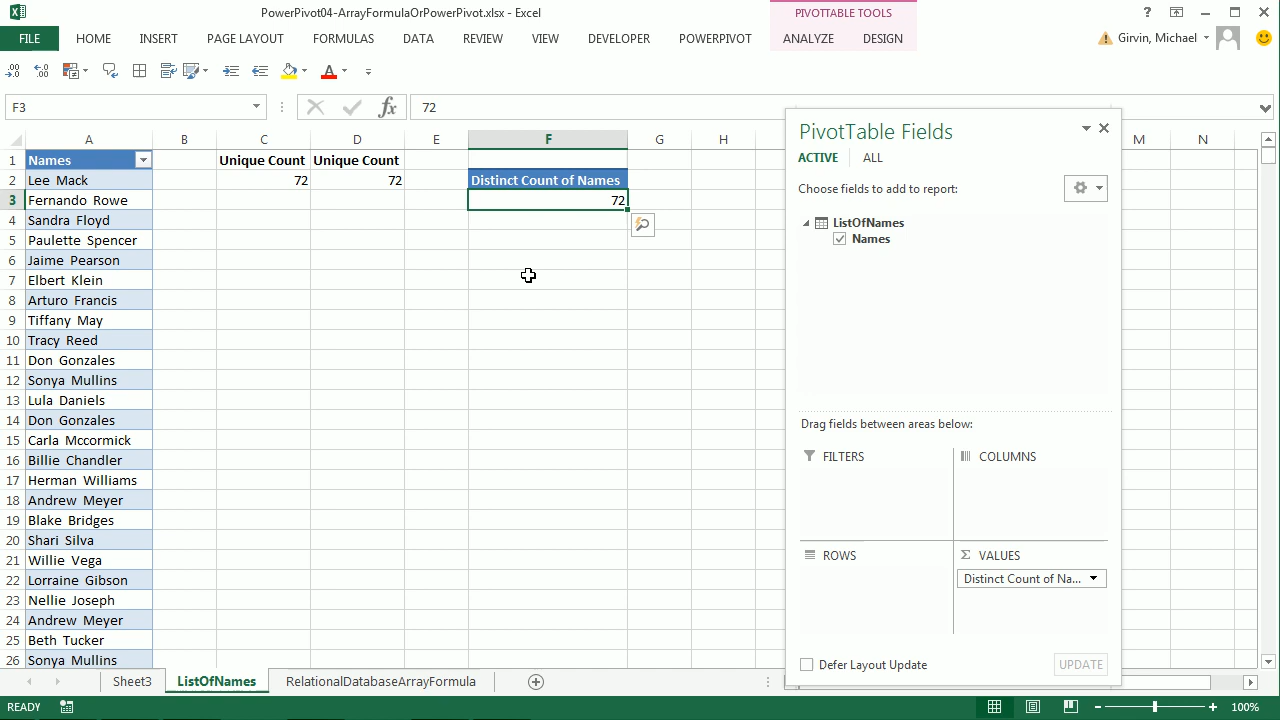 PowerPivot04-ArrayFormulaOrPowerPivot.xlsx - Excel
PIVOTTABLE TOOLS
?
FILE HOME INSERT PAGE LAYOUT FORMULAS DATA REVIEW VIEW DEVELOPER POWERPIVOT ANALYZE DESIGN Girvin, Michael
F3 fx 72
A B C D E F G H M N
1 Names Unique Count Unique Count
2 Lee Mack 72 72 Distinct Count of Names
3 Fernando Rowe 72
4 Sandra Floyd
5 Paulette Spencer
6 Jaime Pearson
7 Elbert Klein
8 Arturo Francis
9 Tiffany May
10 Tracy Reed
11 Don Gonzales
12 Sonya Mullins
13 Lula Daniels
14 Don Gonzales
15 Carla Mccormick
16 Billie Chandler
17 Herman Williams
18 Andrew Meyer
19 Blake Bridges
20 Shari Silva
21 Willie Vega
22 Lorraine Gibson
23 Nellie Joseph
24 Andrew Meyer
25 Beth Tucker
26 Sonya Mullins
PivotTable Fields
ACTIVE ALL
Choose fields to add to report:
ListOfNames
Names
Drag fields between areas below:
FILTERS COLUMNS
ROWS Σ VALUES
Distinct Count of Na...
Defer Layout Update UPDATE
Sheet3 ListOfNames RelationalDatabaseArrayFormula
READY 100%